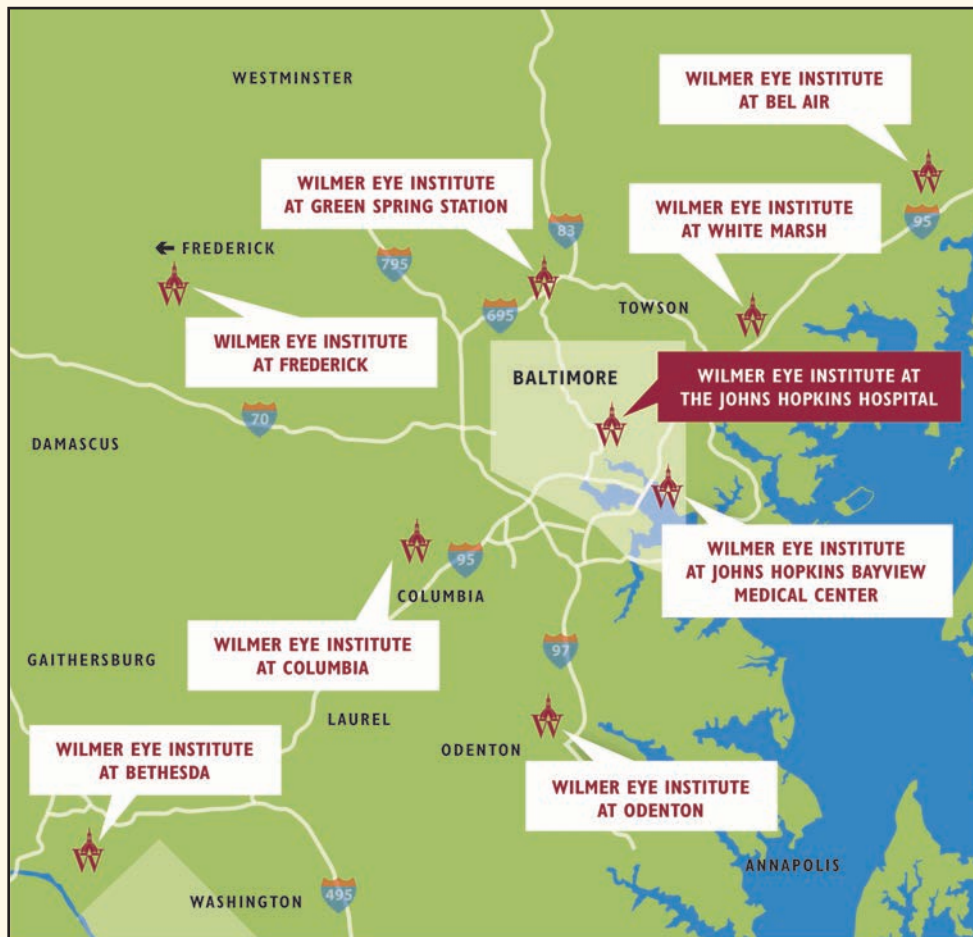 WESTMINSTER
WILMER EYE INSTITUTE
AT BEL AIR
W
WILMER EYE INSTITUTE
AT GREEN SPRING STATION
WILMER EYE INSTITUTE
AT WHITE MARSH
95
83
← FREDERICK
795
W
W
695
TOWSON
W
WILMER EYE INSTITUTE
AT FREDERICK
BALTIMORE
WILMER EYE INSTITUTE AT
THE JOHNS HOPKINS HOSPITAL
70
W
DAMASCUS
W
WILMER EYE INSTITUTE
AT JOHNS HOPKINS BAYVIEW
MEDICAL CENTER
W
95
COLUMBIA
WILMER EYE INSTITUTE
AT COLUMBIA
97
GAITHERSBURG
LAUREL
W
ODENTON
WILMER EYE INSTITUTE
AT BETHESDA
WILMER EYE INSTITUTE
AT ODENTON
W
ANNAPOLIS
WASHINGTON
495